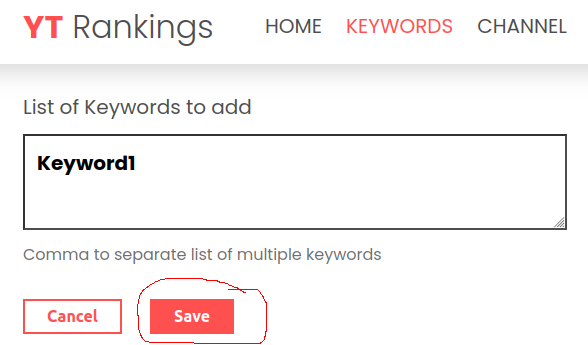 YT Rankings HOME KEYWORDS CHANNEL
List of Keywords to add
Keyword1
Comma to separate list of multiple keywords
Cancel Save